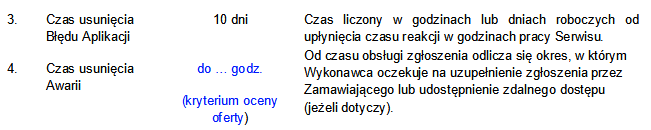 3. Czas usunięcia 10 dni Czas liczony w godzinach lub dniach roboczych od
Błędu Aplikacji upłynięcia czasu reakcji w godzinach pracy Serwisu.
Od czasu obsługi zgłoszenia odlicza się okres, w którym
4. Czas usunięcia do … godz. Wykonawca oczekuje na uzupełnienie zgłoszenia przez
Awarii Zamawiającego lub udostępnienie zdalnego dostępu
(kryterium oceny (jeżeli dotyczy).
oferty)